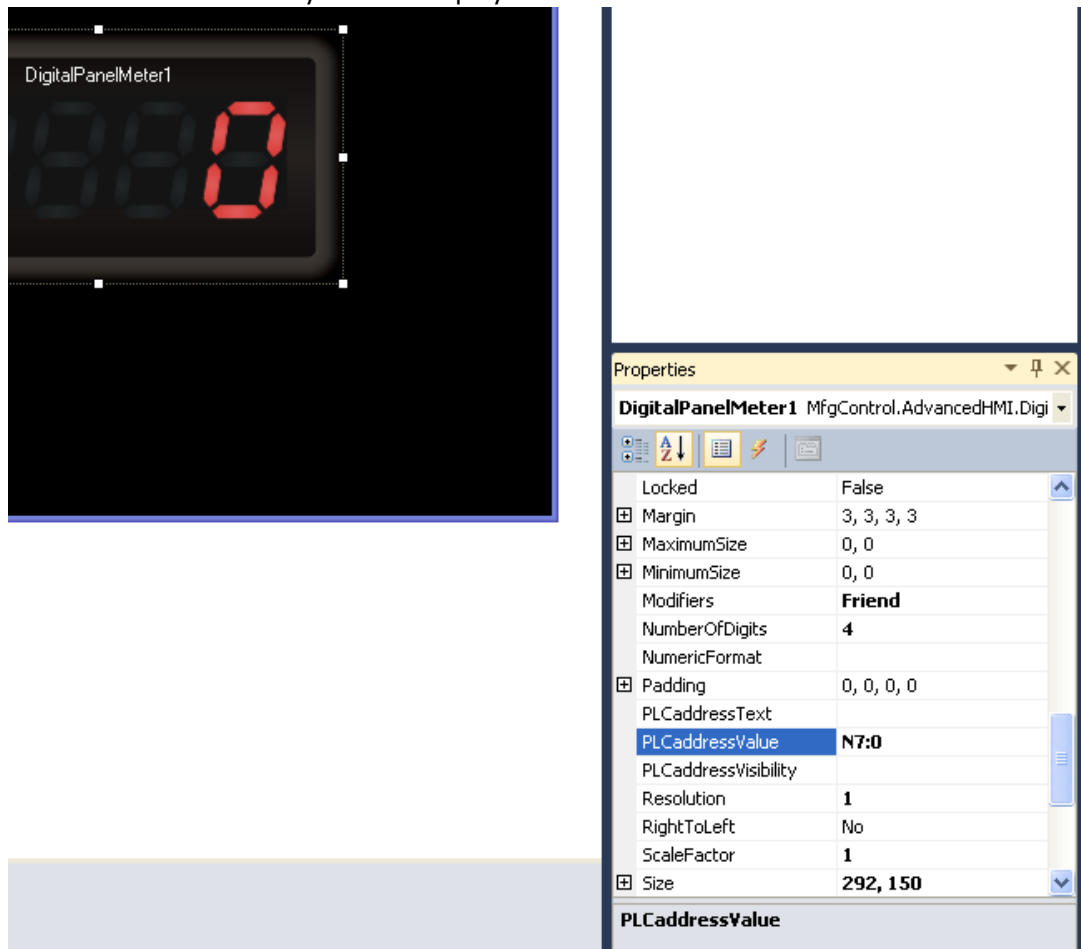 DigitalPanelMeter1
0
Properties
DigitalPanelMeter1 MfgControl.AdvancedHMI.Digi
Locked False
Margin 3, 3, 3, 3
MaximumSize 0, 0
MinimumSize 0, 0
Modifiers Friend
NumberOfDigits 4
NumericFormat
Padding 0, 0, 0, 0
PLCaddressText
PLCaddressValue N7:0
PLCaddressVisibility
Resolution 1
RightToLeft No
ScaleFactor 1
Size 292, 150
PLCaddressValue